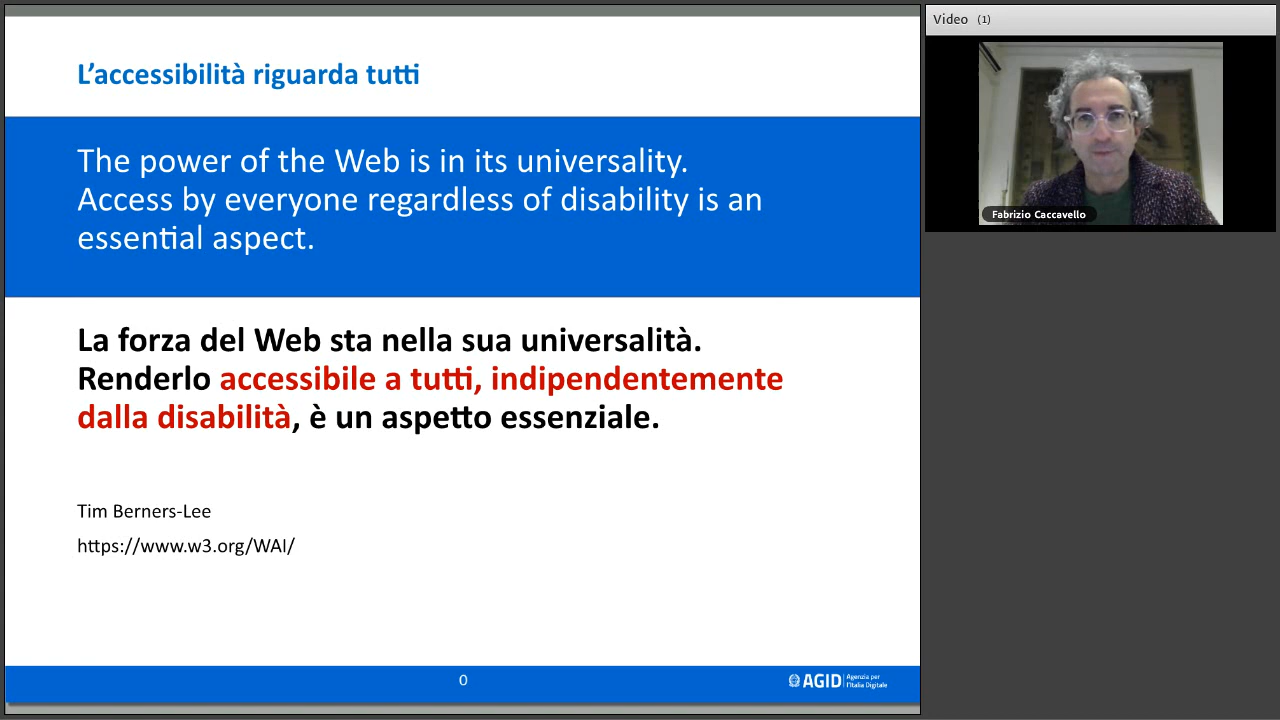 L'accessibilità riguarda tutti
The power of the Web is in its universality.
Access by everyone regardless of disability is an
essential aspect.
La forza del Web sta nella sua universalità.
Renderlo accessibile a tutti, indipendentemente
dalla disabilità, è un aspetto essenziale.
Tim Berners-Lee
https://www.w3.org/WAI/
0
AGID Agenzia per
l'Italia Digitale
Video (1)
Fabrizio Caccavello